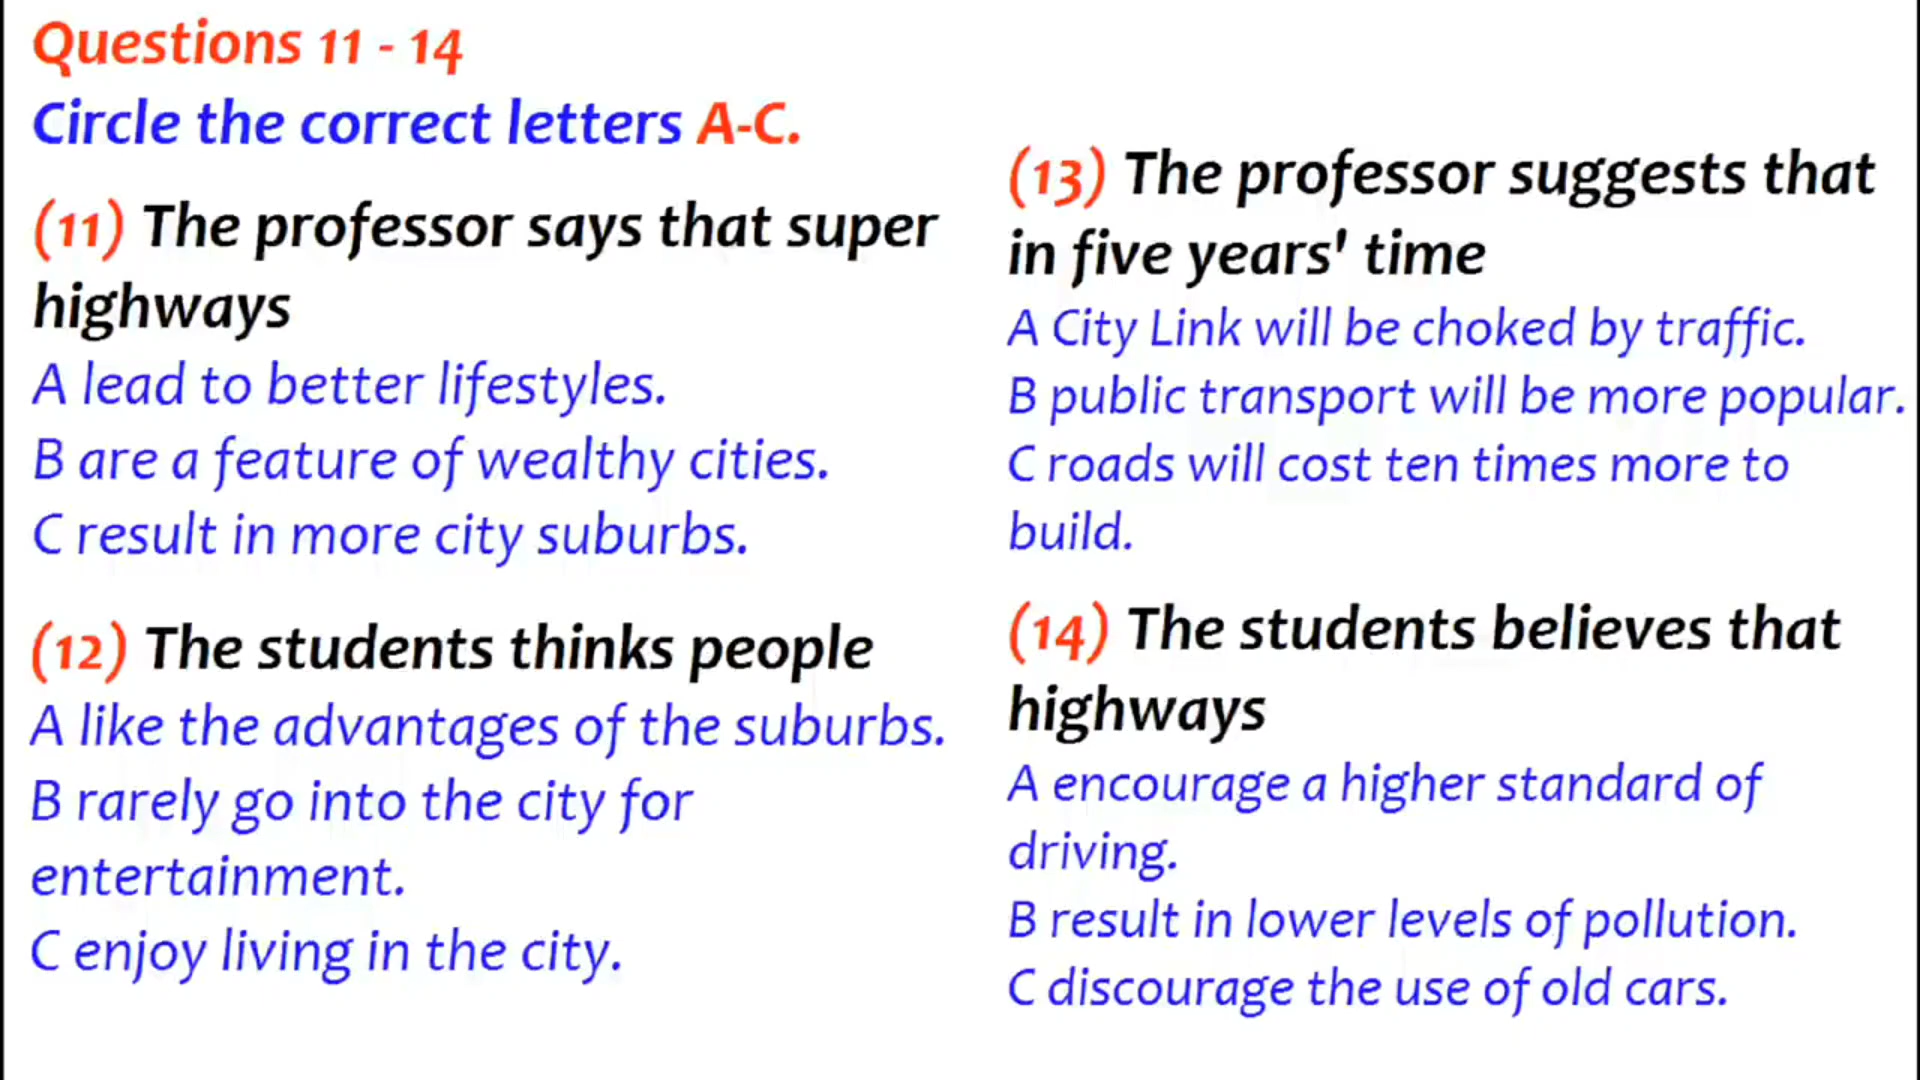 Questions 11 - 14
Circle the correct letters A-C.
(11) The professor says that super
highways
A lead to better lifestyles.
B are a feature of wealthy cities.
C result in more city suburbs.
(12) The students thinks people
A like the advantages of the suburbs.
B rarely go into the city for
entertainment.
C enjoy living in the city.
(13) The professor suggests that
in five years' time
A City Link will be choked by traffic.
B public transport will be more popular.
C roads will cost ten times more to
build.
(14) The students believes that
highways
A encourage a higher standard of
driving.
B result in lower levels of pollution.
C discourage the use of old cars.